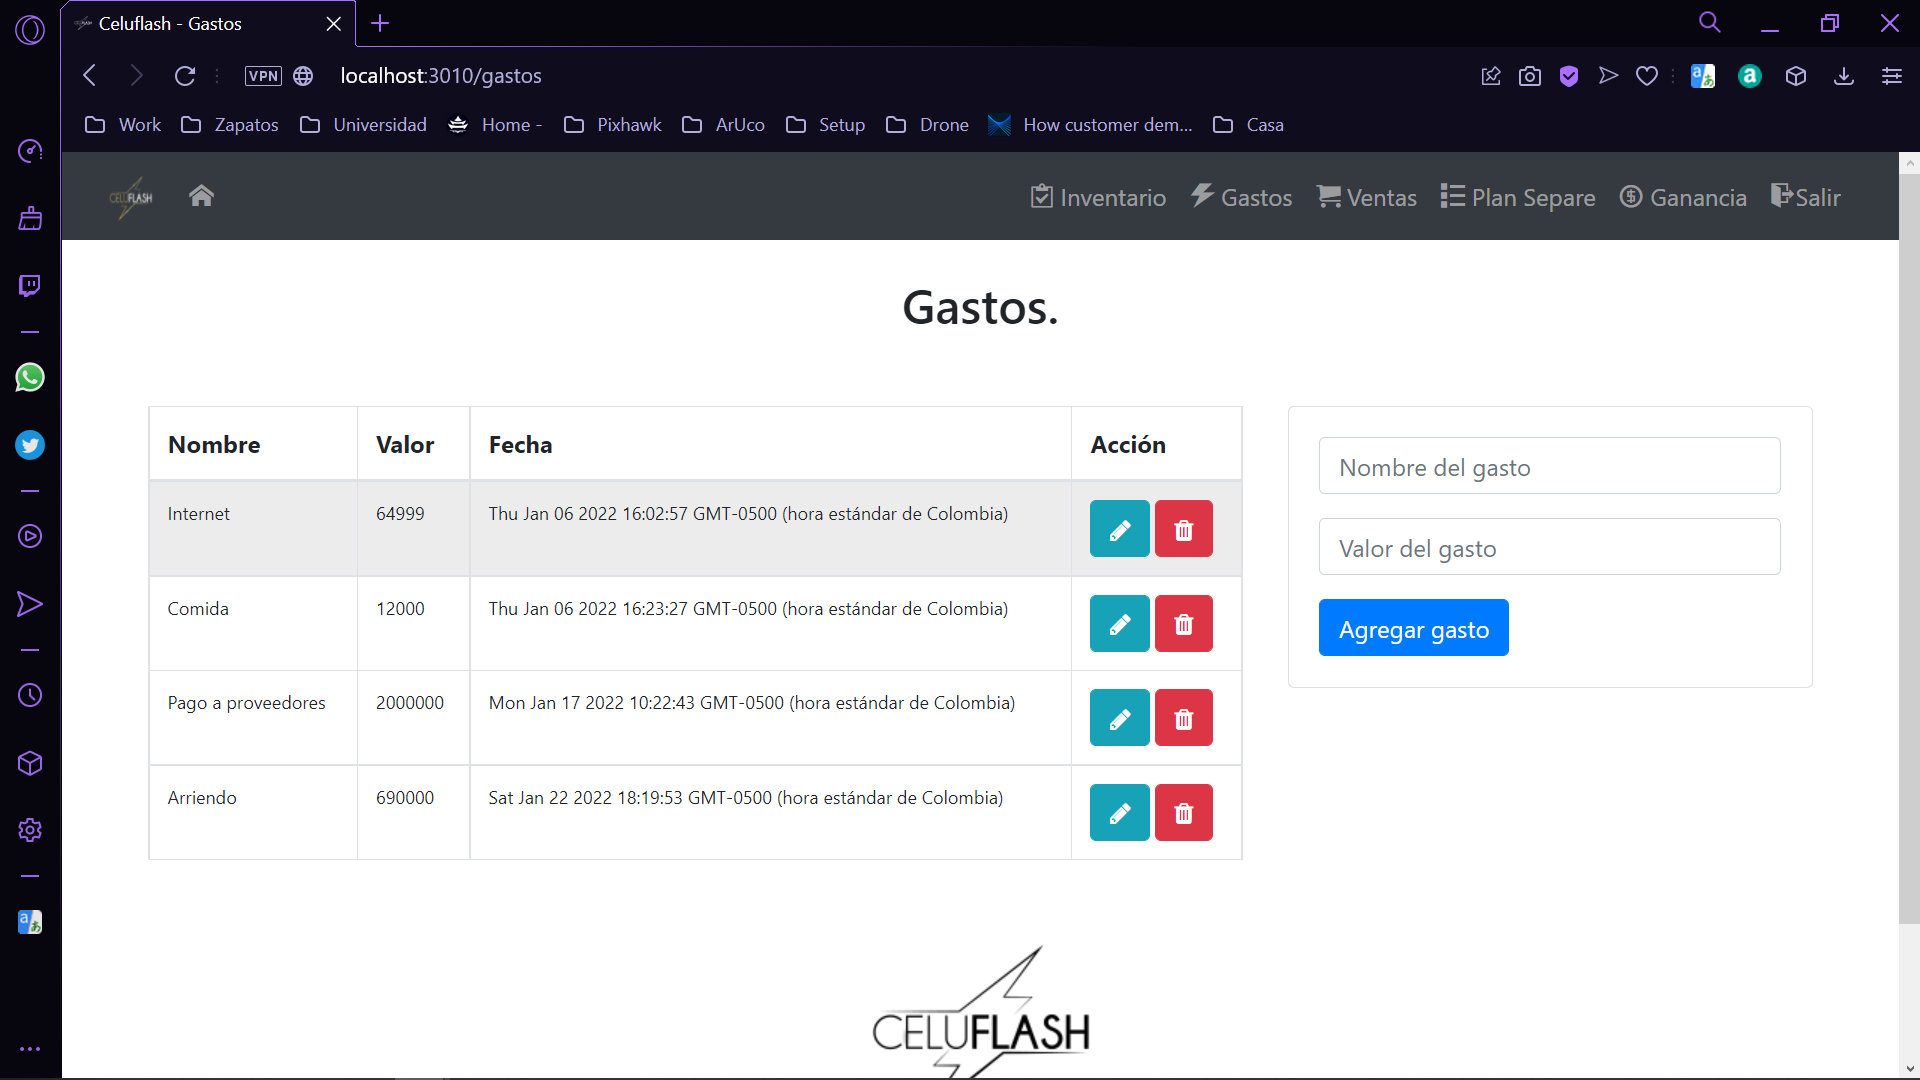 Celuflash - Gastos
VPN localhost:3010/gastos
Work Zapatos Universidad Home - Pixhawk ArUco Setup Drone How customer dem... Casa
CELUFLASH Inventario Gastos Ventas Plan Separe Ganancia Salir
Gastos.
Nombre Valor Fecha Acción
Internet 64999 Thu Jan 06 2022 16:02:57 GMT-0500 (hora estándar de Colombia)
Comida 12000 Thu Jan 06 2022 16:23:27 GMT-0500 (hora estándar de Colombia)
Pago a proveedores 2000000 Mon Jan 17 2022 10:22:43 GMT-0500 (hora estándar de Colombia)
Arriendo 690000 Sat Jan 22 2022 18:19:53 GMT-0500 (hora estándar de Colombia)
Nombre del gasto
Valor del gasto
Agregar gasto
CELUFLASH